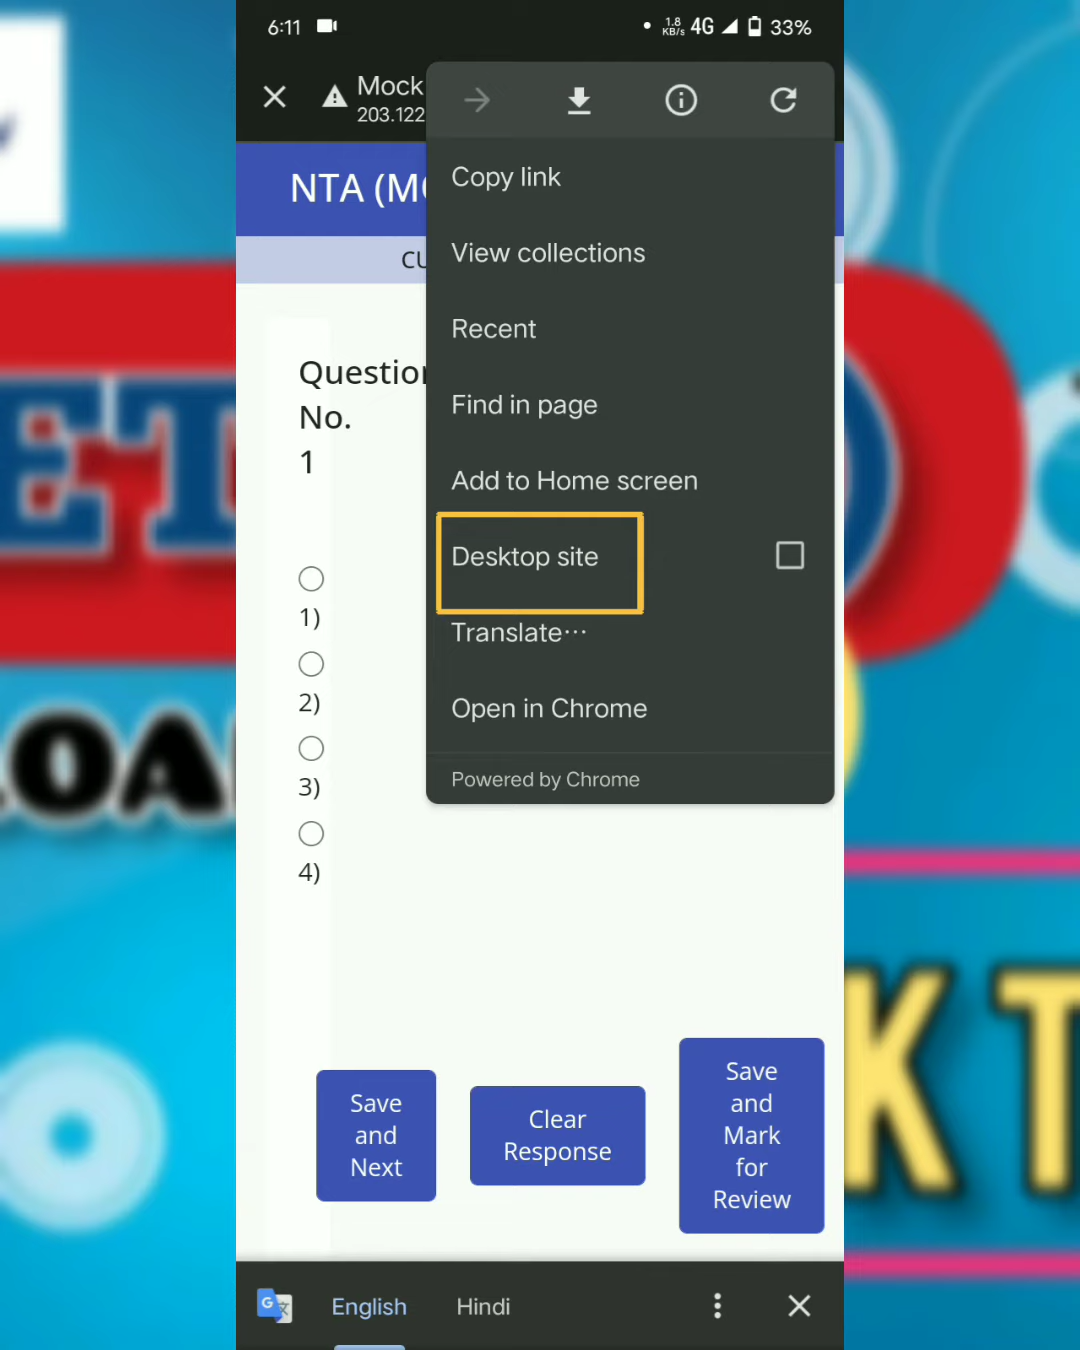 6:11
1.8
KB/s
4G
33%
Mock
203.122
NTA (M
CU
Copy link
View collections
Recent
Find in page
Add to Home screen
Desktop site
Translate...
Open in Chrome
Powered by Chrome
Question
No.
1
1)
2)
3)
4)
Save
and
Next
Clear
Response
Save
and
Mark
for
Review
English
Hindi
ET
LOA
K T